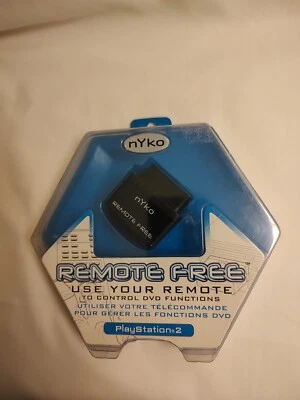 nyko
nyko
REMOTE FREE
REMOTE FREE™
USE YOUR REMOTE
TO CONTROL DVD FUNCTIONS
UTILISER VOTRE TÉLÉCOMMANDE
POUR GÉRER LES FONCTIONS DVD
PlayStation®2